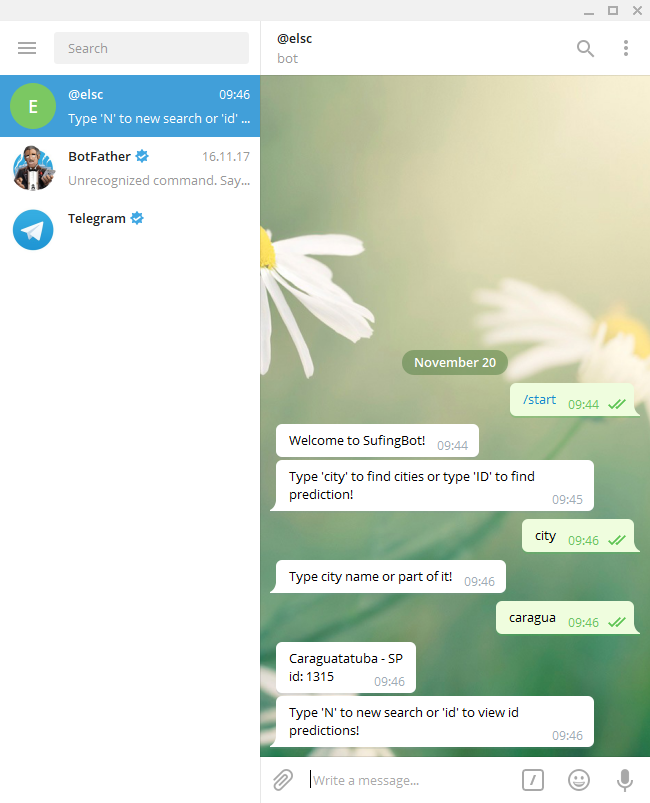 Search
E
@elsc 09:46
Type 'N' to new search or 'id' ...
BotFather 16.11.17
Unrecognized command. Say...
Telegram
@elsc
bot
November 20
/start 09:44
Welcome to SufingBot! 09:44
Type 'city' to find cities or type 'ID' to find
prediction! 09:45
city 09:46
Type city name or part of it! 09:46
caragua 09:46
Caraguatatuba - SP
id: 1315 09:46
Type 'N' to new search or 'id' to view id
predictions! 09:46
Write a message...